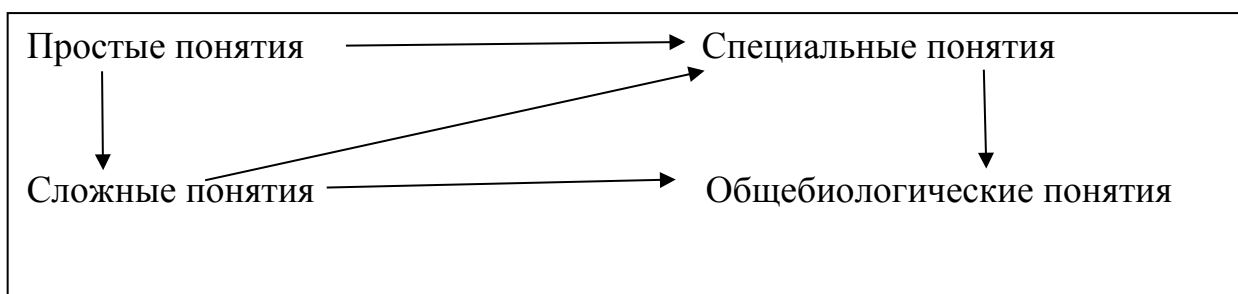 Простые понятия Специальные понятия
Сложные понятия Общебиологические понятия